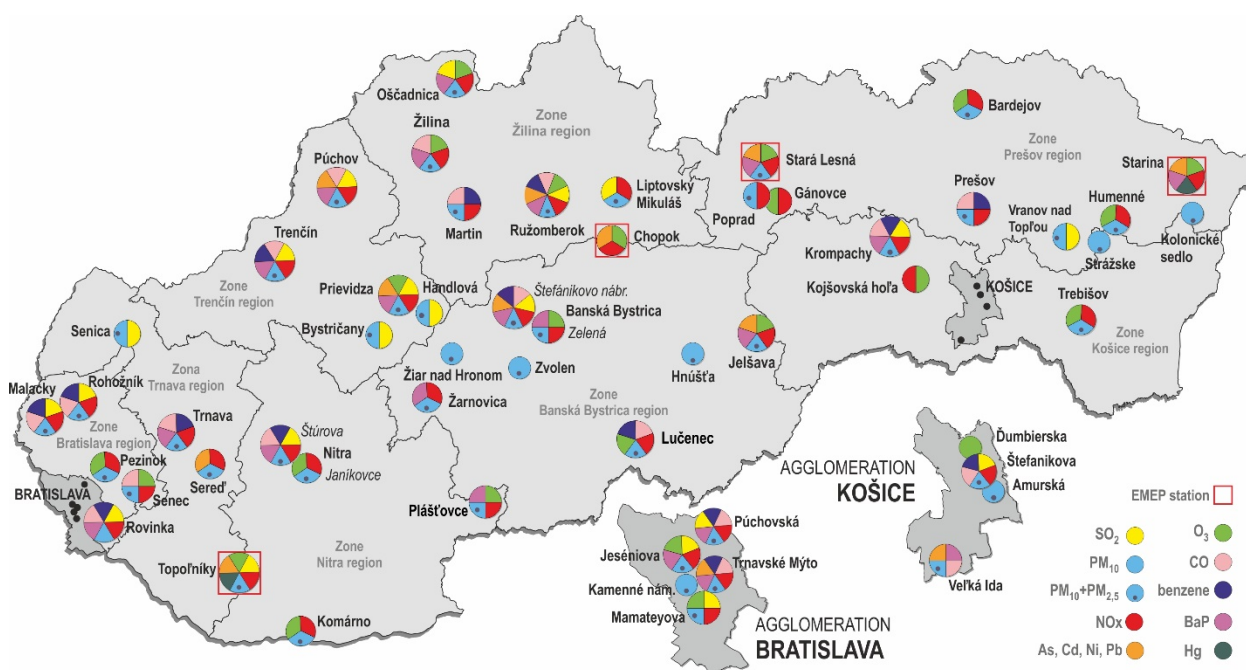 Oščadnica
Zone
Žilina region
Žilina
Púchov
Martin
Ružomberok
Liptovský
Mikuláš
Chopok
Stará Lesná
Gánovce
Poprad
Bardejov
Zone
Prešov region
Starina
Prešov
Humenné
Vranov nad
Topľou
Strážske
Kolonické
sedlo
Krompachy
Kojšovská hoľa
KOŠICE
Trebišov
Zone
Košice region
Trenčín
Zone
Trenčín region
Prievidza
Handlová
Bystričany
Štefánikovo nábr.
Banská Bystrica
Zelená
Jelšava
Hnúšťa
Žiar nad Hronom
Zvolen
Žarnovica
Zone
Banská Bystrica region
Lučenec
Senica
Zona
Trnava region
Malacky
Rohožník
Zone
Bratislava region
Trnava
Pezinok
Senec
Sereď
BRATISLAVA
Rovinka
Štúrova
Nitra
Janíkovce
Plášťovce
Topoľníky
Zone
Nitra region
Komárno
AGGLOMERATION
KOŠICE
Ďumbierska
Štefanikova
Amurská
Veľká Ida
Púchovská
Jeséniova
Trnavské Mýto
Kamenné nám.
Mamateyova
AGGLOMERATION
BRATISLAVA
EMEP station
SO2 O3
PM10 CO
PM10+PM2,5 benzene
NOx BaP
As, Cd, Ni, Pb Hg